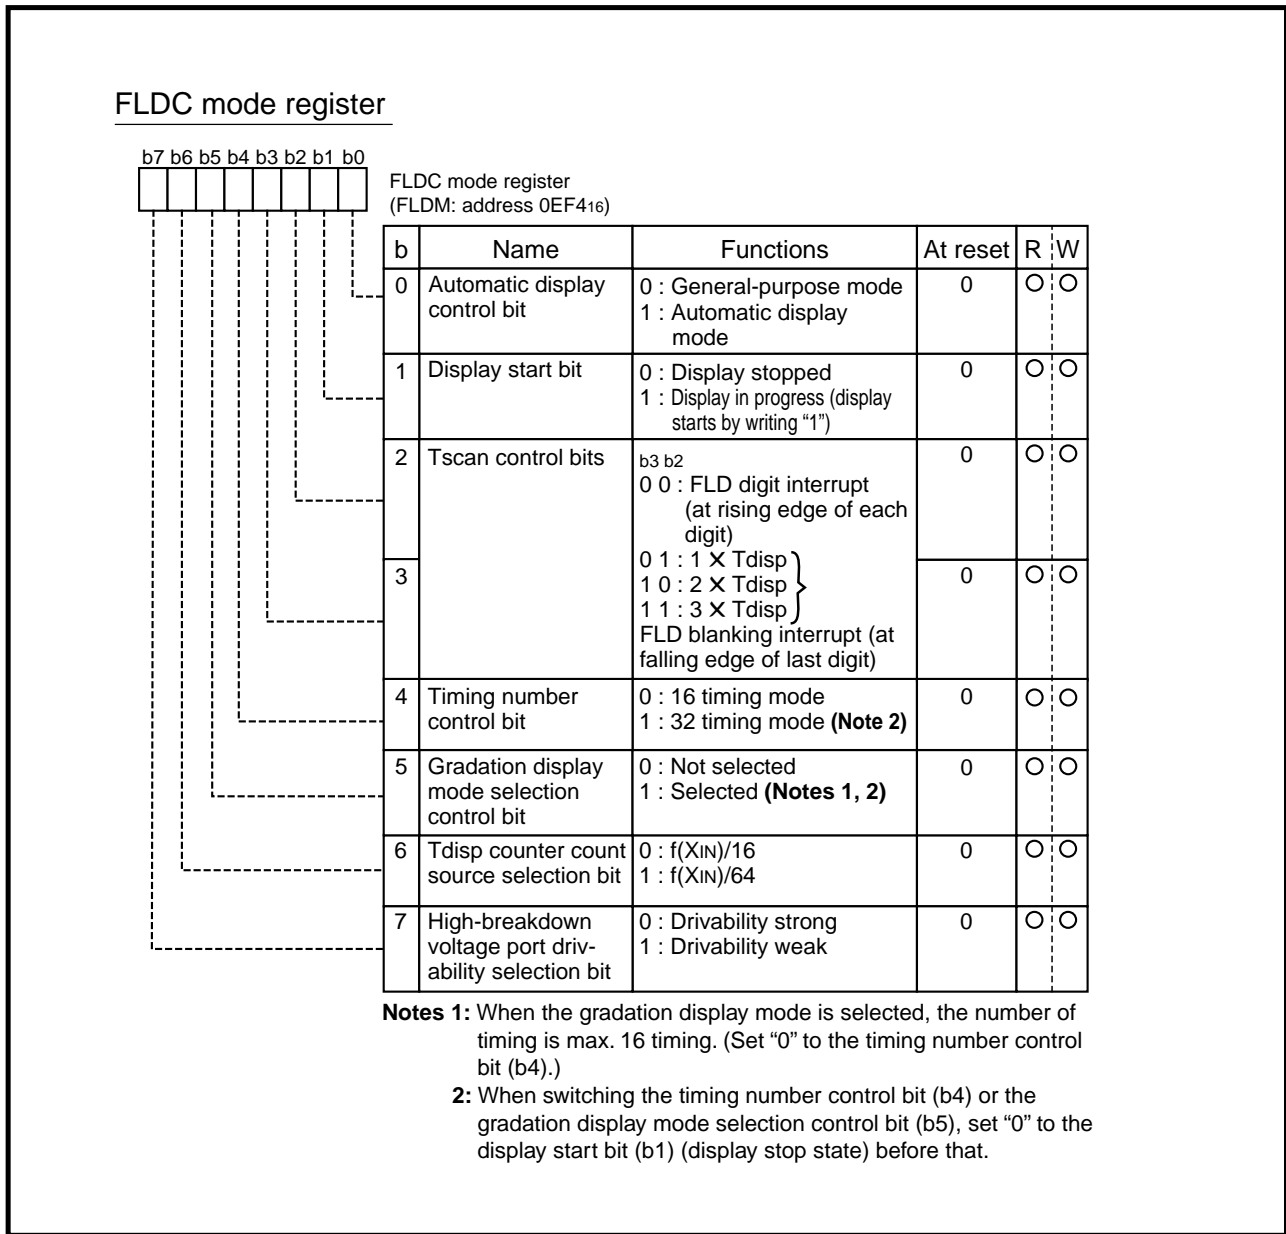 FLDC mode register
b7 b6 b5 b4 b3 b2 b1 b0
FLDC mode register
(FLDM: address 0EF416)
b Name Functions At reset R W
0 Automatic display 0 : General-purpose mode 0 O O
control bit 1 : Automatic display
mode
1 Display start bit 0 : Display stopped 0 O O
1 : Display in progress (display
starts by writing “1”)
2 Tscan control bits b3 b2 0 O O
0 0 : FLD digit interrupt
(at rising edge of each
digit)
0 1 : 1 ✕ Tdisp
3 1 0 : 2 ✕ Tdisp 0 O O
1 1 : 3 ✕ Tdisp
FLD blanking interrupt (at
falling edge of last digit)
4 Timing number 0 : 16 timing mode 0 O O
control bit 1 : 32 timing mode (Note 2)
5 Gradation display 0 : Not selected 0 O O
mode selection 1 : Selected (Notes 1, 2)
control bit
6 Tdisp counter count 0 : f(XIN)/16 0 O O
source selection bit 1 : f(XIN)/64
7 High-breakdown 0 : Drivability strong 0 O O
voltage port driv- 1 : Drivability weak
ability selection bit
Notes 1: When the gradation display mode is selected, the number of
timing is max. 16 timing. (Set “0” to the timing number control
bit (b4).)
2: When switching the timing number control bit (b4) or the
gradation display mode selection control bit (b5), set “0” to the
display start bit (b1) (display stop state) before that.